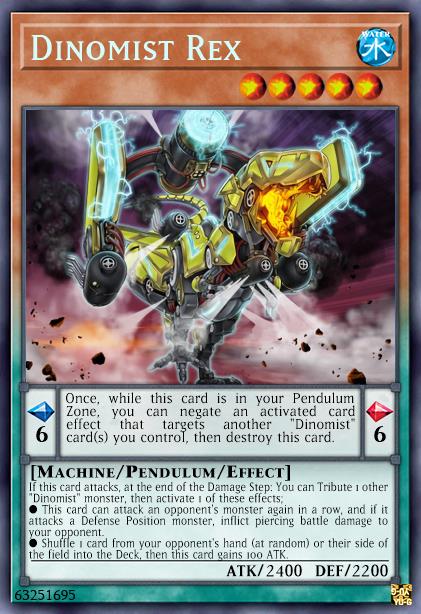 DINOMIST REX
WATER
水
Once, while this card is in your Pendulum
Zone, you can negate an activated card
effect that targets another "Dinomist"
card(s) you control, then destroy this card.
6
6
[MACHINE/PENDULUM/EFFECT]
If this card attacks, at the end of the Damage Step: You can Tribute 1 other
"Dinomist" monster, then activate 1 of these effects;
● This card can attack an opponent's monster again in a row, and if it
attacks a Defense Position monster, inflict piercing battle damage to
your opponent.
● Shuffle 1 card from your opponent's hand (at random) or their side of
the field into the Deck, then this card gains 100 ATK.
ATK/2400 DEF/2200
63251695